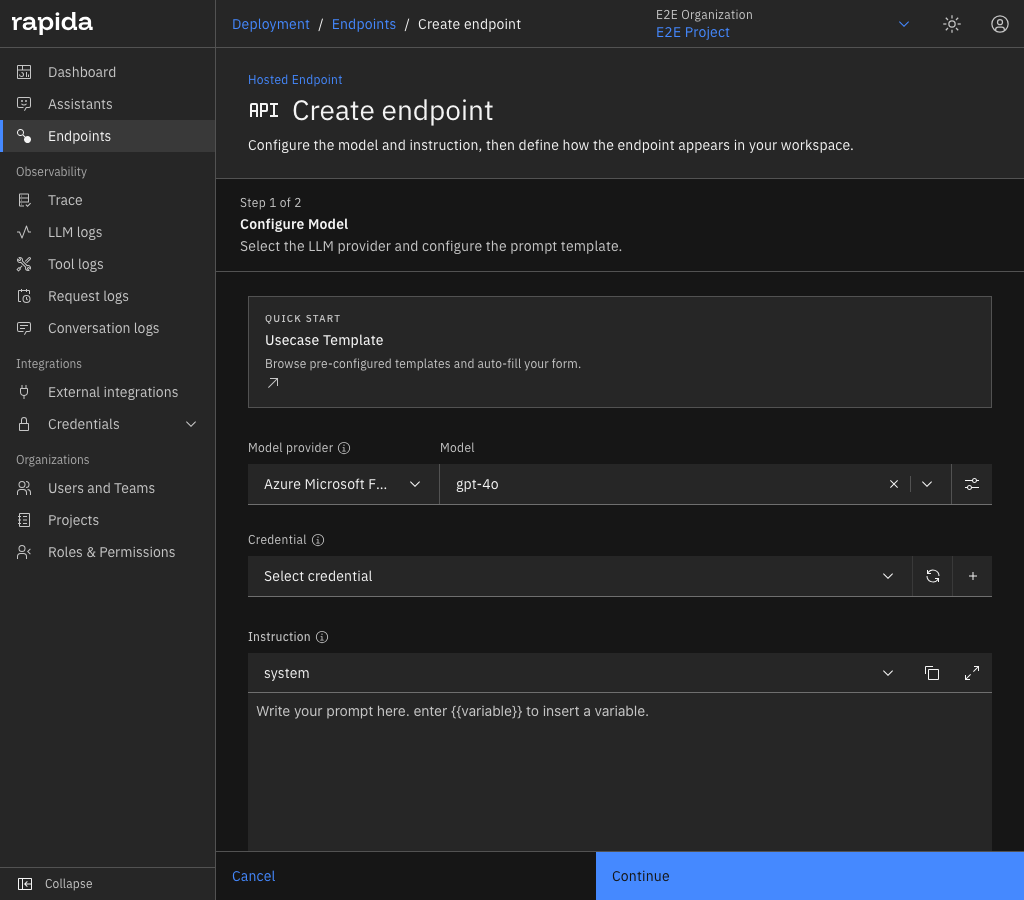 rapida
Deployment / Endpoints / Create endpoint
E2E Organization
E2E Project
Dashboard
Assistants
Endpoints
Observability
Trace
LLM logs
Tool logs
Request logs
Conversation logs
Integrations
External integrations
Credentials
Organizations
Users and Teams
Projects
Roles & Permissions
Collapse
Hosted Endpoint
API Create endpoint
Configure the model and instruction, then define how the endpoint appears in your workspace.
Step 1 of 2
Configure Model
Select the LLM provider and configure the prompt template.
QUICK START
Usecase Template
Browse pre-configured templates and auto-fill your form.
Model provider Model
Azure Microsoft F... gpt-4o
Credential
Select credential
Instruction
system
Write your prompt here. enter {{variable}} to insert a variable.
Cancel Continue